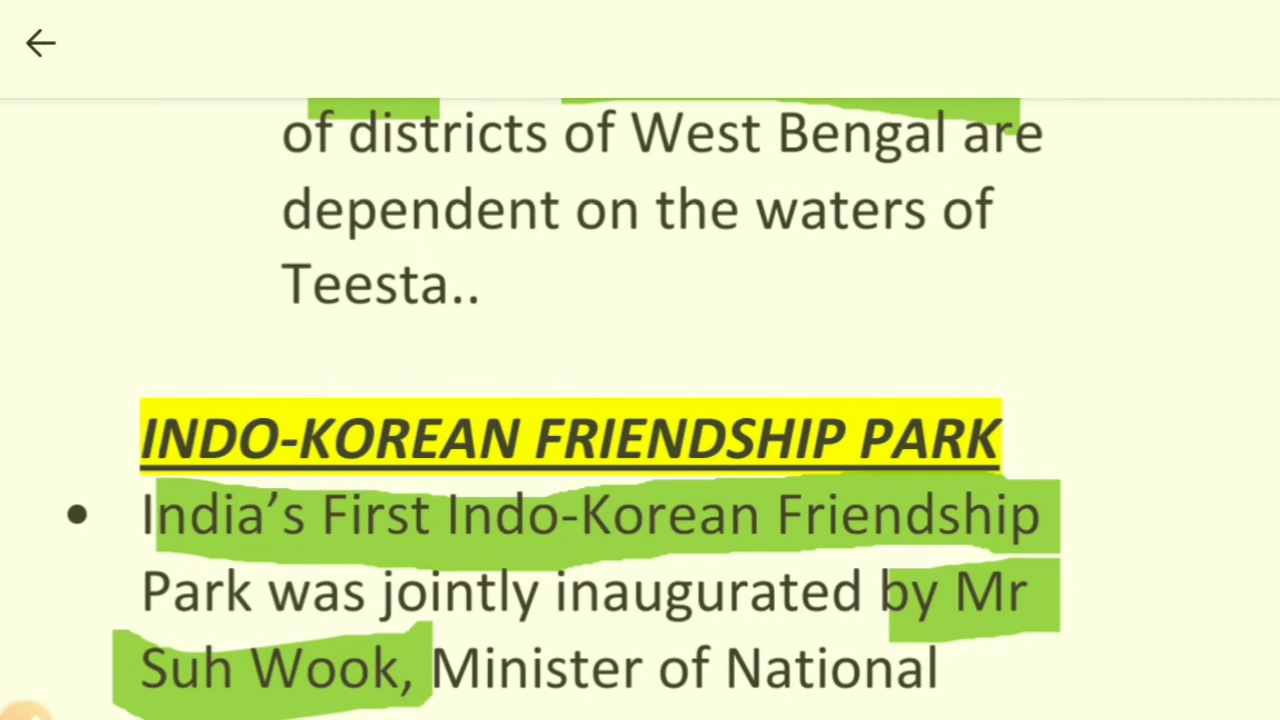 of districts of West Bengal are
dependent on the waters of
Teesta..
INDO-KOREAN FRIENDSHIP PARK
• India’s First Indo-Korean Friendship
Park was jointly inaugurated by Mr
Suh Wook, Minister of National